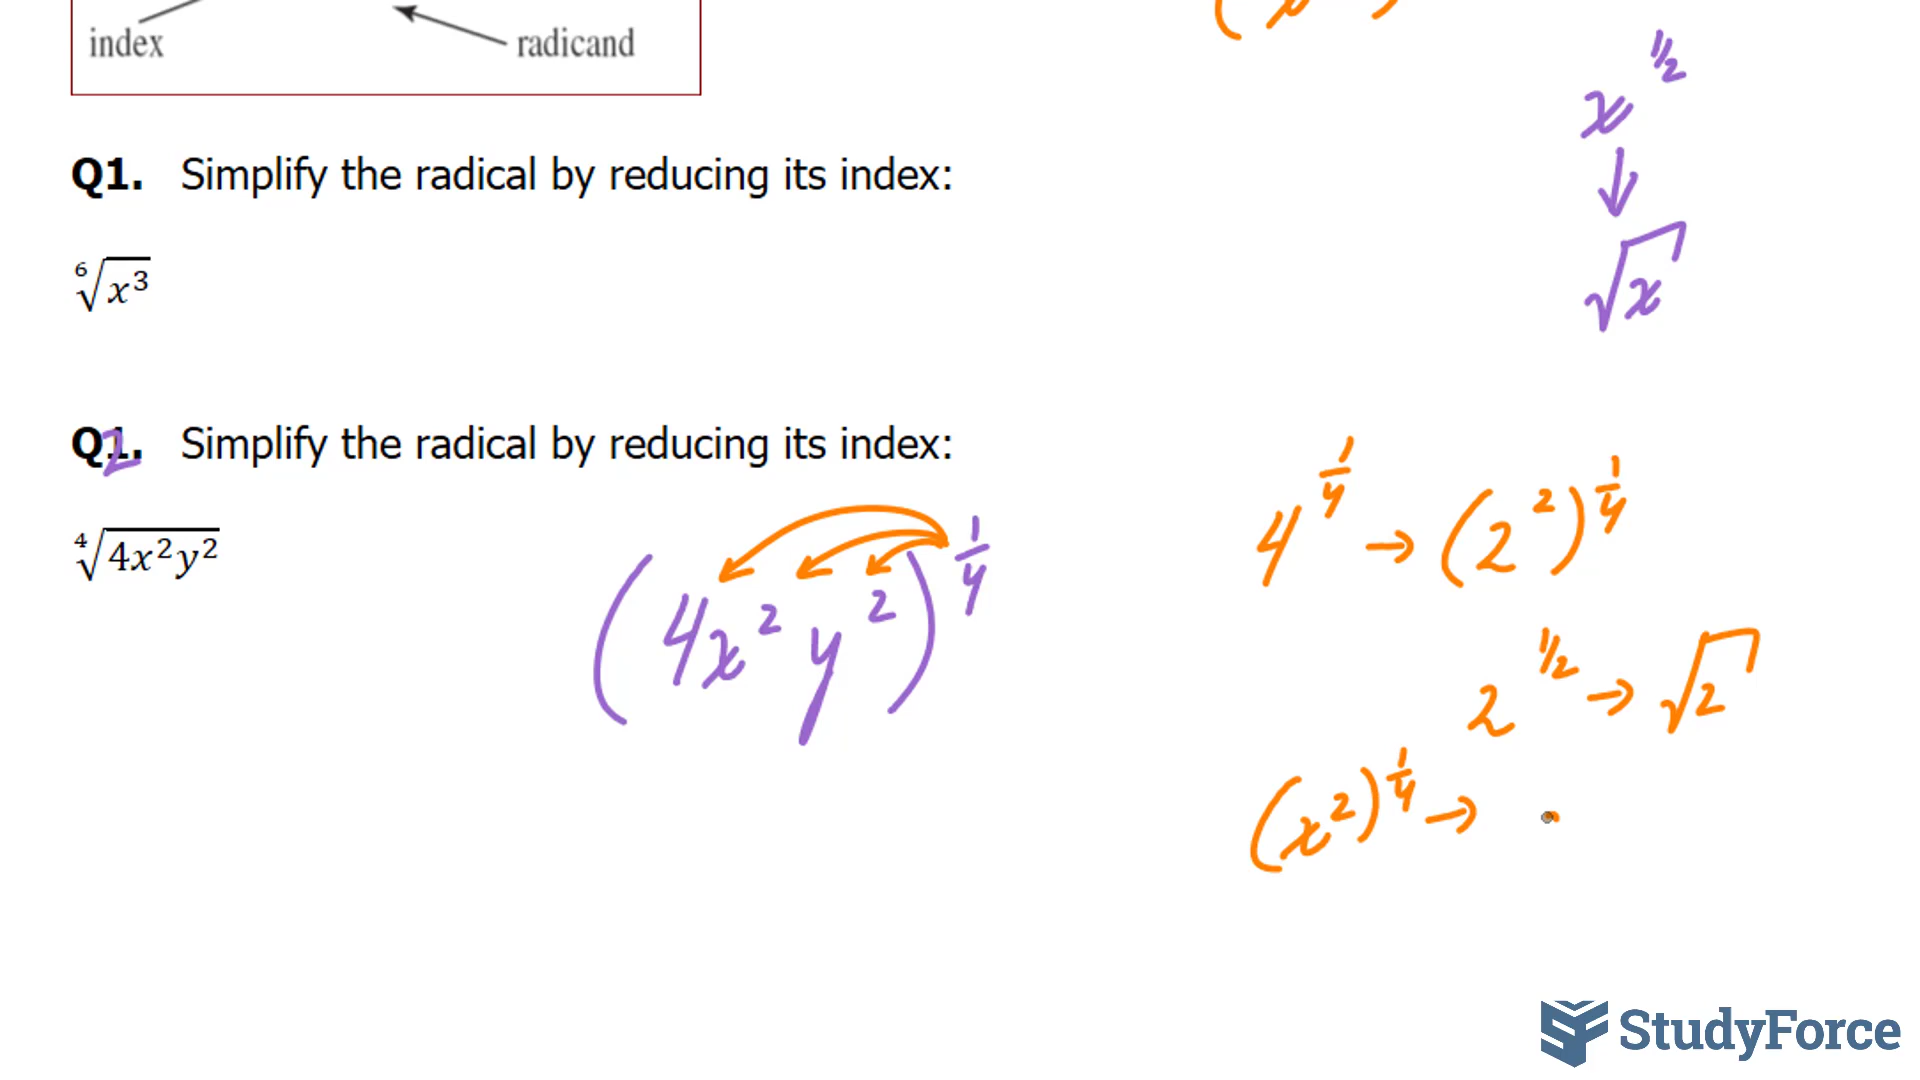 index
radicand
x^{1/2}
√x
Q1. Simplify the radical by reducing its index:
⁶√x³
Q2. Simplify the radical by reducing its index:
⁴√4x²y²
(4x²y²)^{1/4}
4^{1/4} → (2²)^{1/4}
2^{1/2} → √2
(x²)^{1/4} →
StudyForce